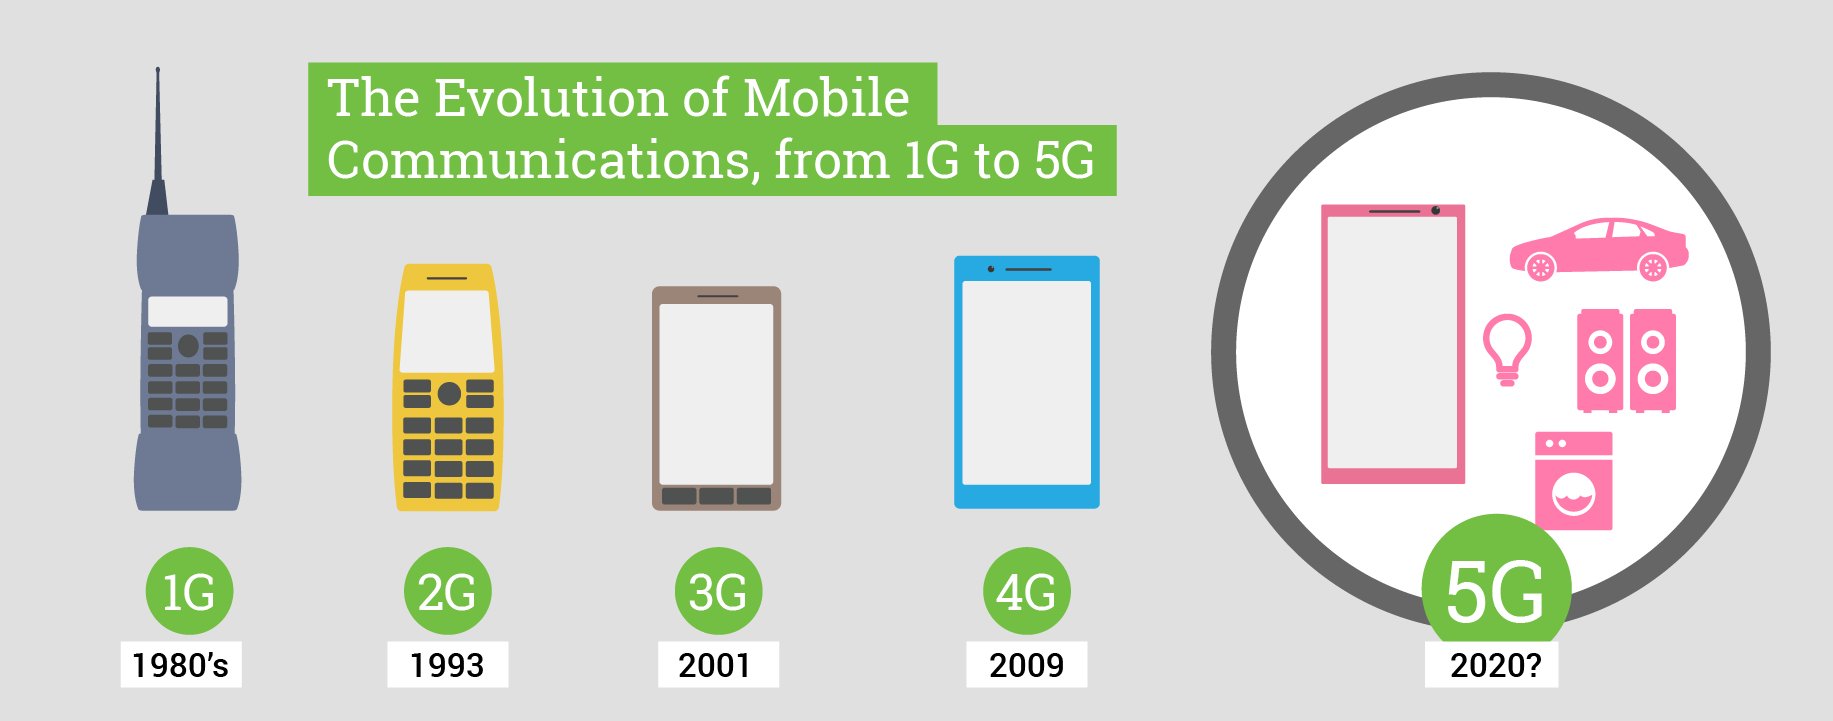 The Evolution of Mobile
Communications, from 1G to 5G
1G
1980’s
2G
1993
3G
2001
4G
2009
5G
2020?